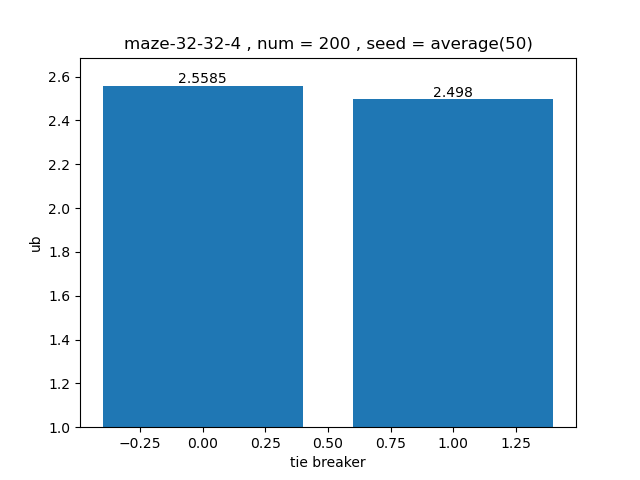 maze-32-32-4 , num = 200 , seed = average(50)
2.6
2.4
2.2
2.0
1.8
1.6
1.4
1.2
1.0
ub
2.5585
2.498
−0.25 0.00 0.25 0.50 0.75 1.00 1.25
tie breaker